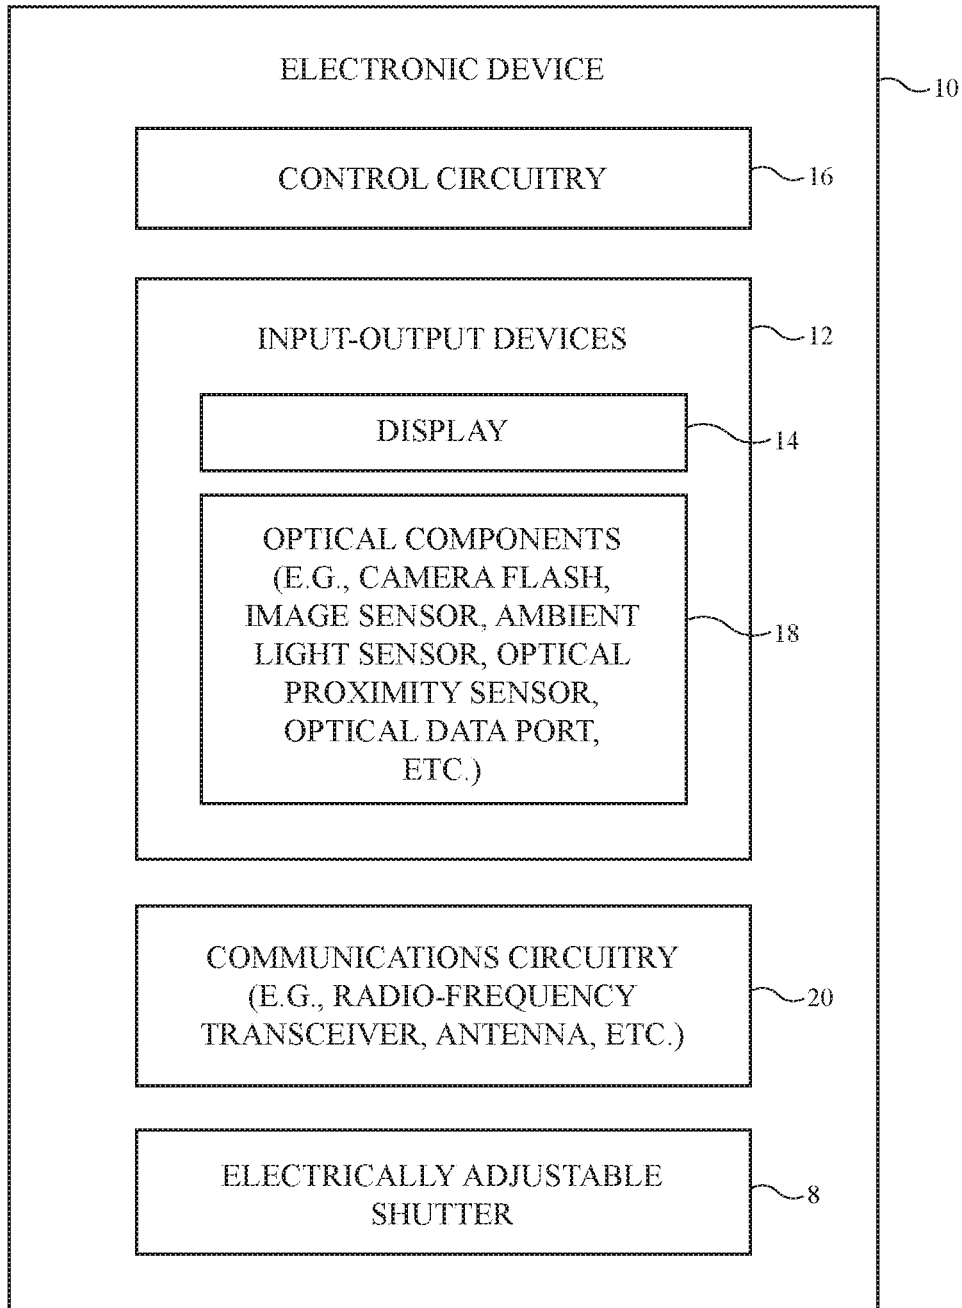 ELECTRONIC DEVICE
10
CONTROL CIRCUITRY
16
INPUT-OUTPUT DEVICES
12
DISPLAY
14
OPTICAL COMPONENTS
(E.G., CAMERA FLASH,
IMAGE SENSOR, AMBIENT
LIGHT SENSOR, OPTICAL
PROXIMITY SENSOR,
OPTICAL DATA PORT,
ETC.)
18
COMMUNICATIONS CIRCUITRY
(E.G., RADIO-FREQUENCY
TRANSCEIVER, ANTENNA, ETC.)
20
ELECTRICALLY ADJUSTABLE
SHUTTER
8